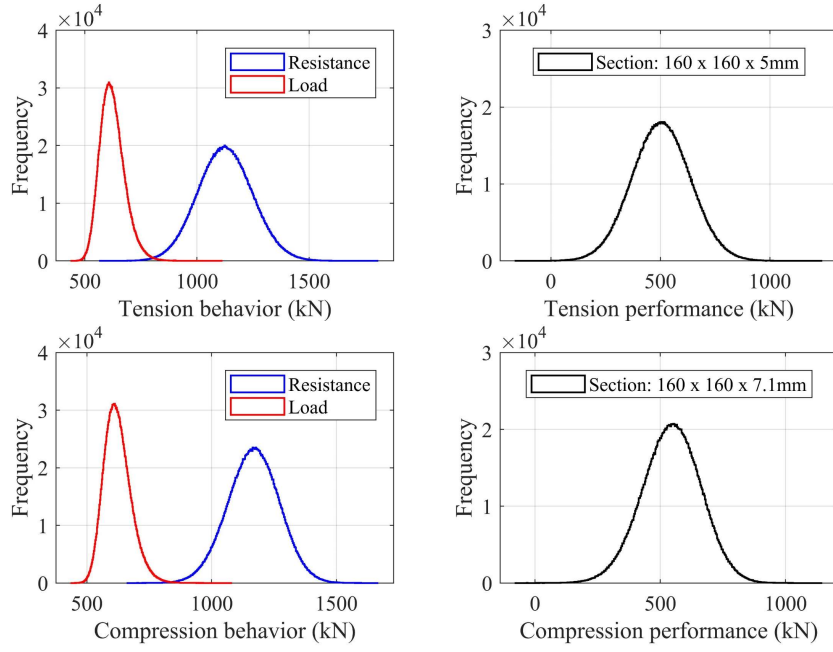 ×10^4
4
3
2
1
0
Frequency
500
1000
1500
Tension behavior (kN)
Resistance
Load
×10^4
3
2
1
0
Frequency
0
500
1000
Tension performance (kN)
Section: 160 x 160 x 5mm
×10^4
4
3
2
1
0
Frequency
500
1000
1500
Compression behavior (kN)
Resistance
Load
×10^4
3
2
1
0
Frequency
0
500
1000
Compression performance (kN)
Section: 160 x 160 x 7.1mm